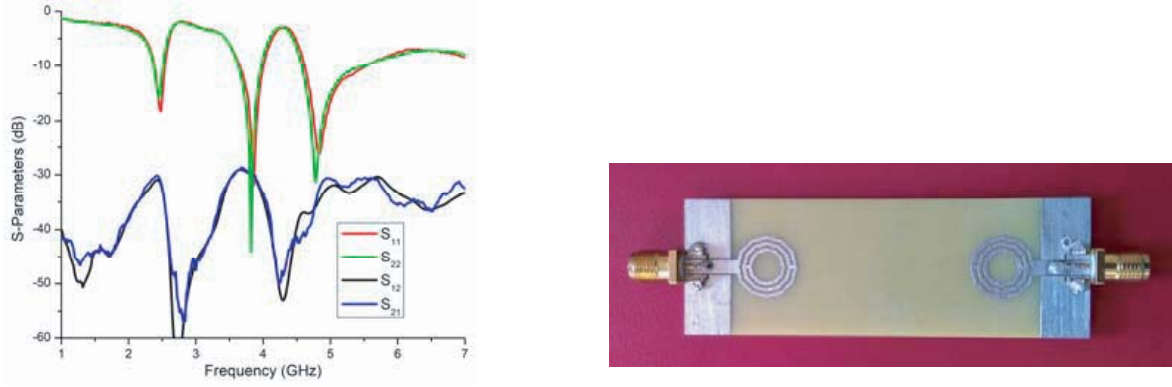 0
-10
-20
-30
-40
-50
-60
S-Parameters (dB)
S11
S22
S12
S21
1 2 3 4 5 6 7
Frequency (GHz)